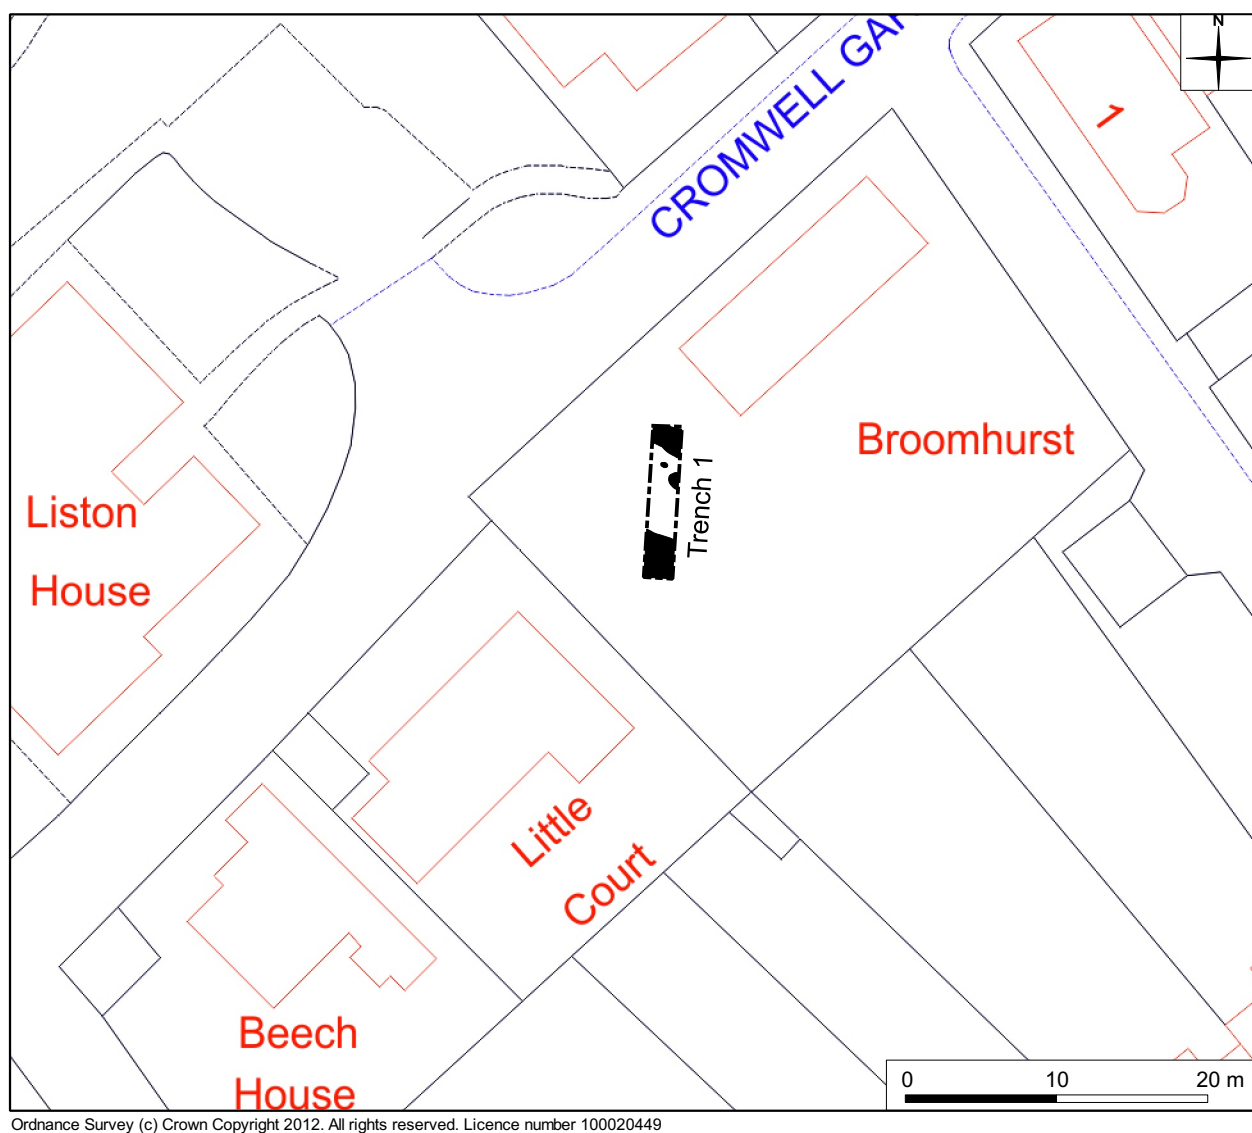 N
CROMWELL GAR
1
Broomhurst
Trench 1
Liston
House
Little
Court
Beech
House
0 10 20 m
Ordnance Survey (c) Crown Copyright 2012. All rights reserved. Licence number 100020449